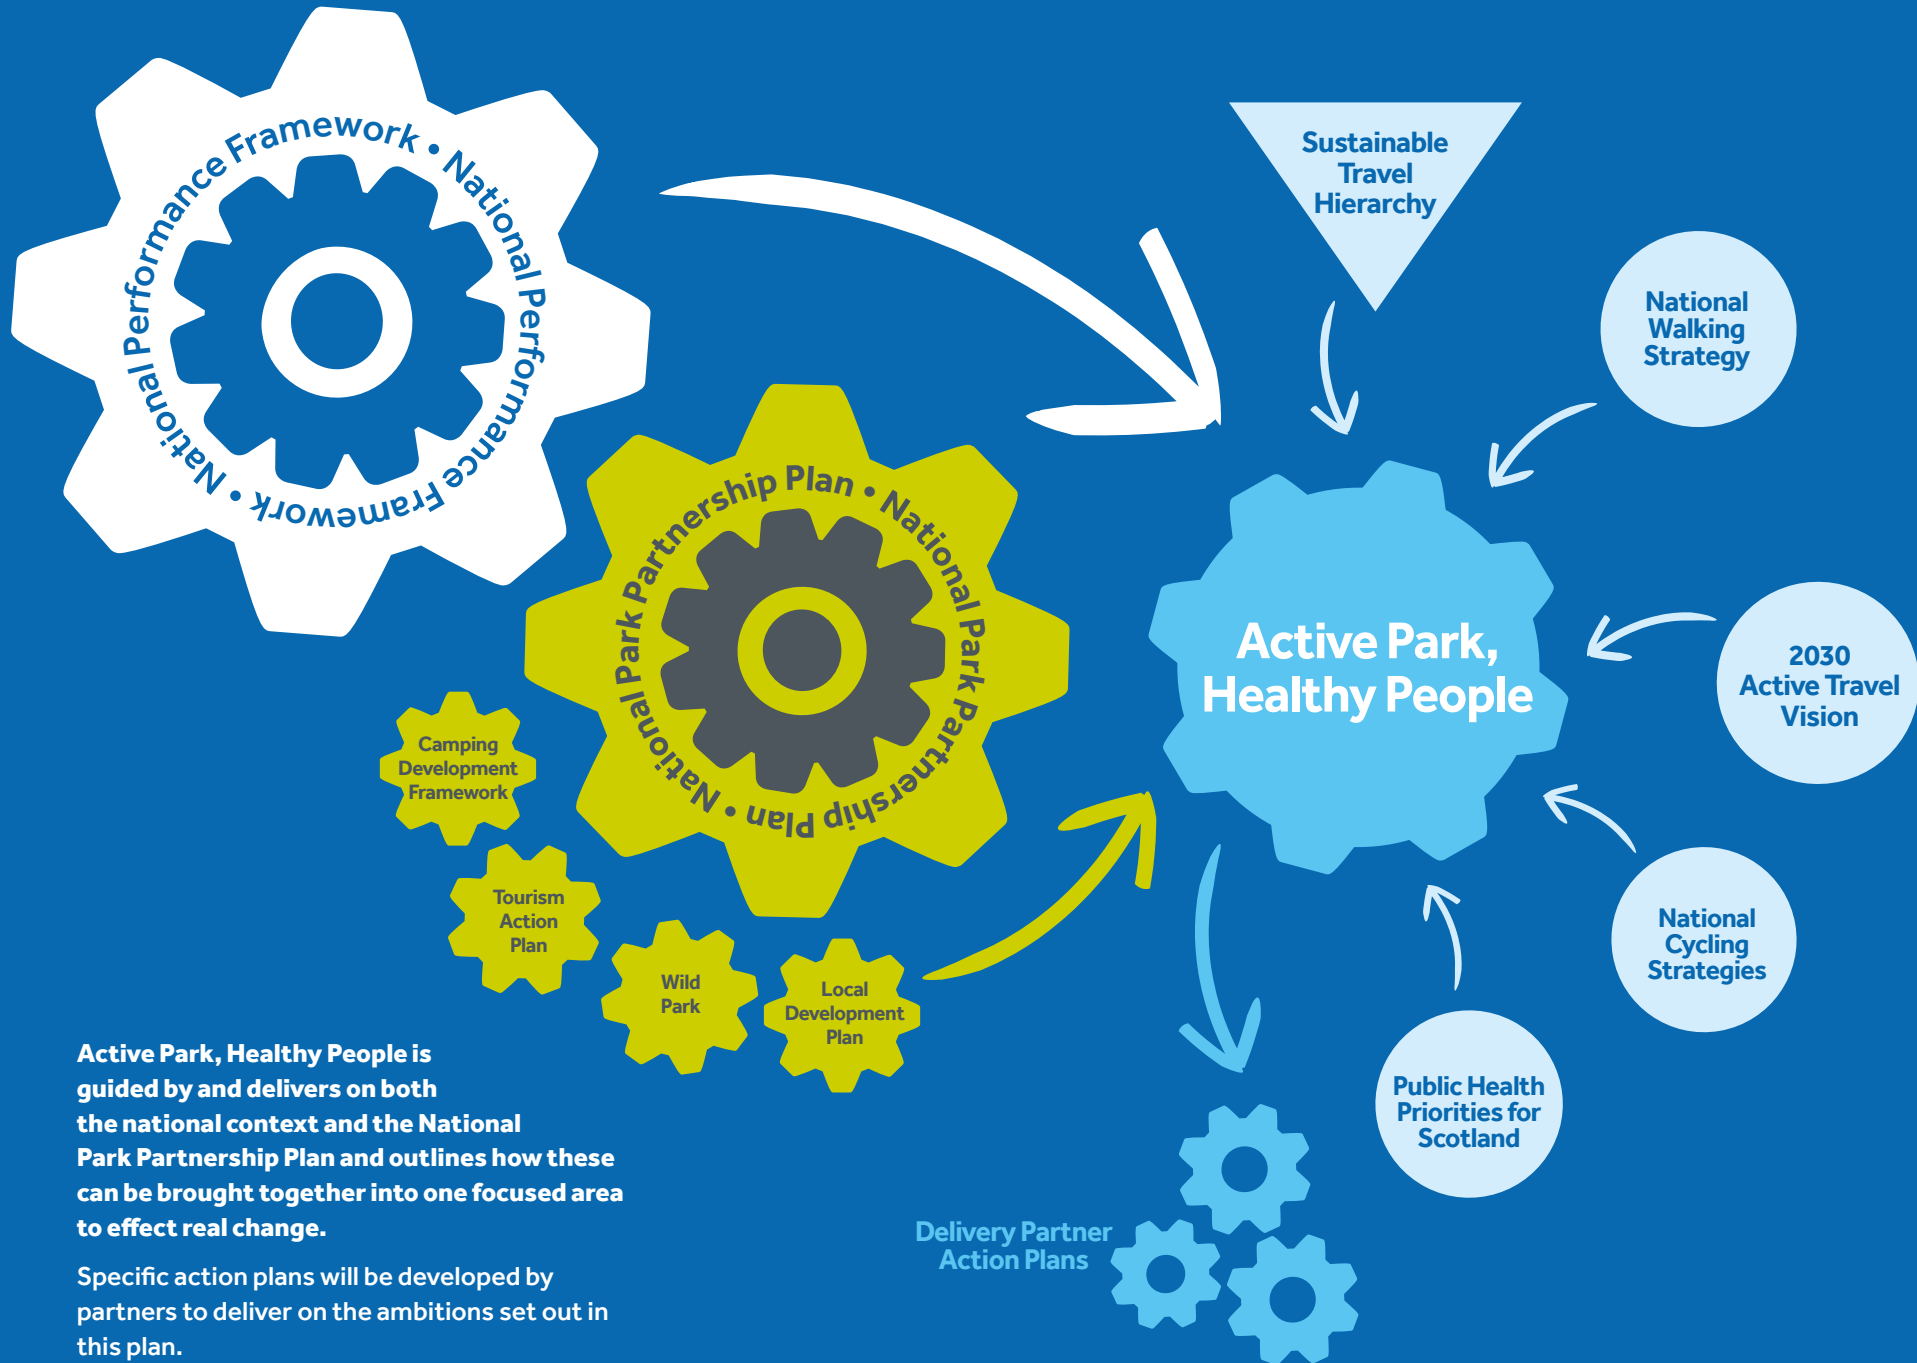 National Performance Framework • National Performance Framework •
Sustainable
Travel
Hierarchy
National
Walking
Strategy
National Park Partnership Plan • National Park Partnership Plan •
Active Park,
Healthy People
2030
Active Travel
Vision
Camping
Development
Framework
Tourism
Action
Plan
Wild
Park
Local
Development
Plan
National
Cycling
Strategies
Public Health
Priorities for
Scotland
Active Park, Healthy People is
guided by and delivers on both
the national context and the National
Park Partnership Plan and outlines how these
can be brought together into one focused area
to effect real change.
Specific action plans will be developed by
partners to deliver on the ambitions set out in
this plan.
Delivery Partner
Action Plans